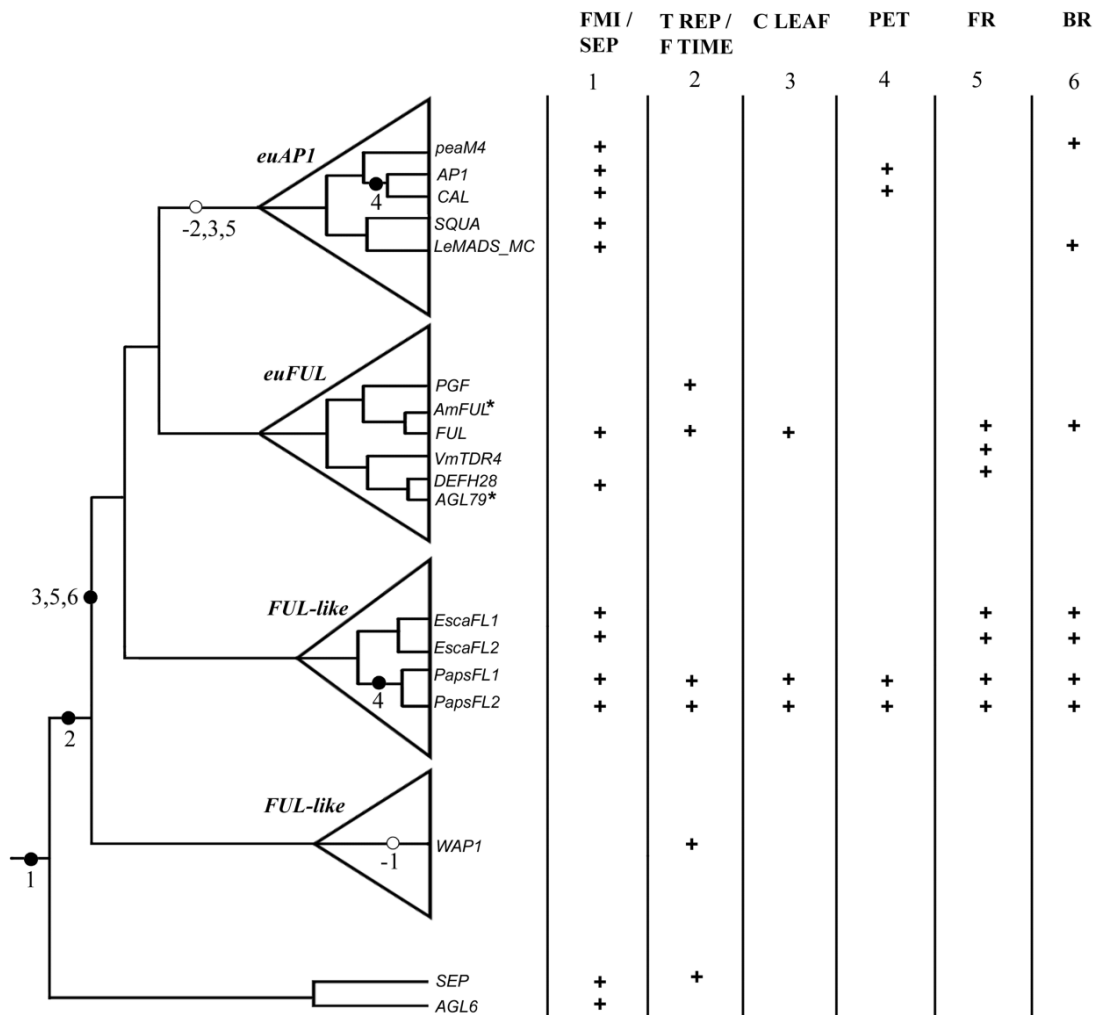 FMI / T REP / C LEAF PET FR BR
SEP F TIME
1 2 3 4 5 6
peaM4 + +
euAP1
AP1 + +
4
CAL + +
-2,3,5
SQUA +
LeMADS_MC + +
euFUL
PGF +
AmFUL*
FUL + + + + +
VmTDR4 +
DEFH28 + +
AGL79*
3,5,6
FUL-like
EscaFL1 + + +
EscaFL2 + + +
PapsFL1 + + + + + +
4
PapsFL2 + + + + + +
2
FUL-like
WAP1 +
-1
1
SEP + +
AGL6 +